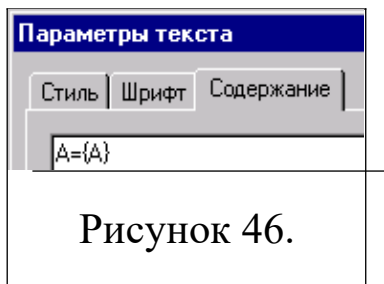 Параметры текста
Стиль Шрифт Содержание
A={A}
Рисунок 46.